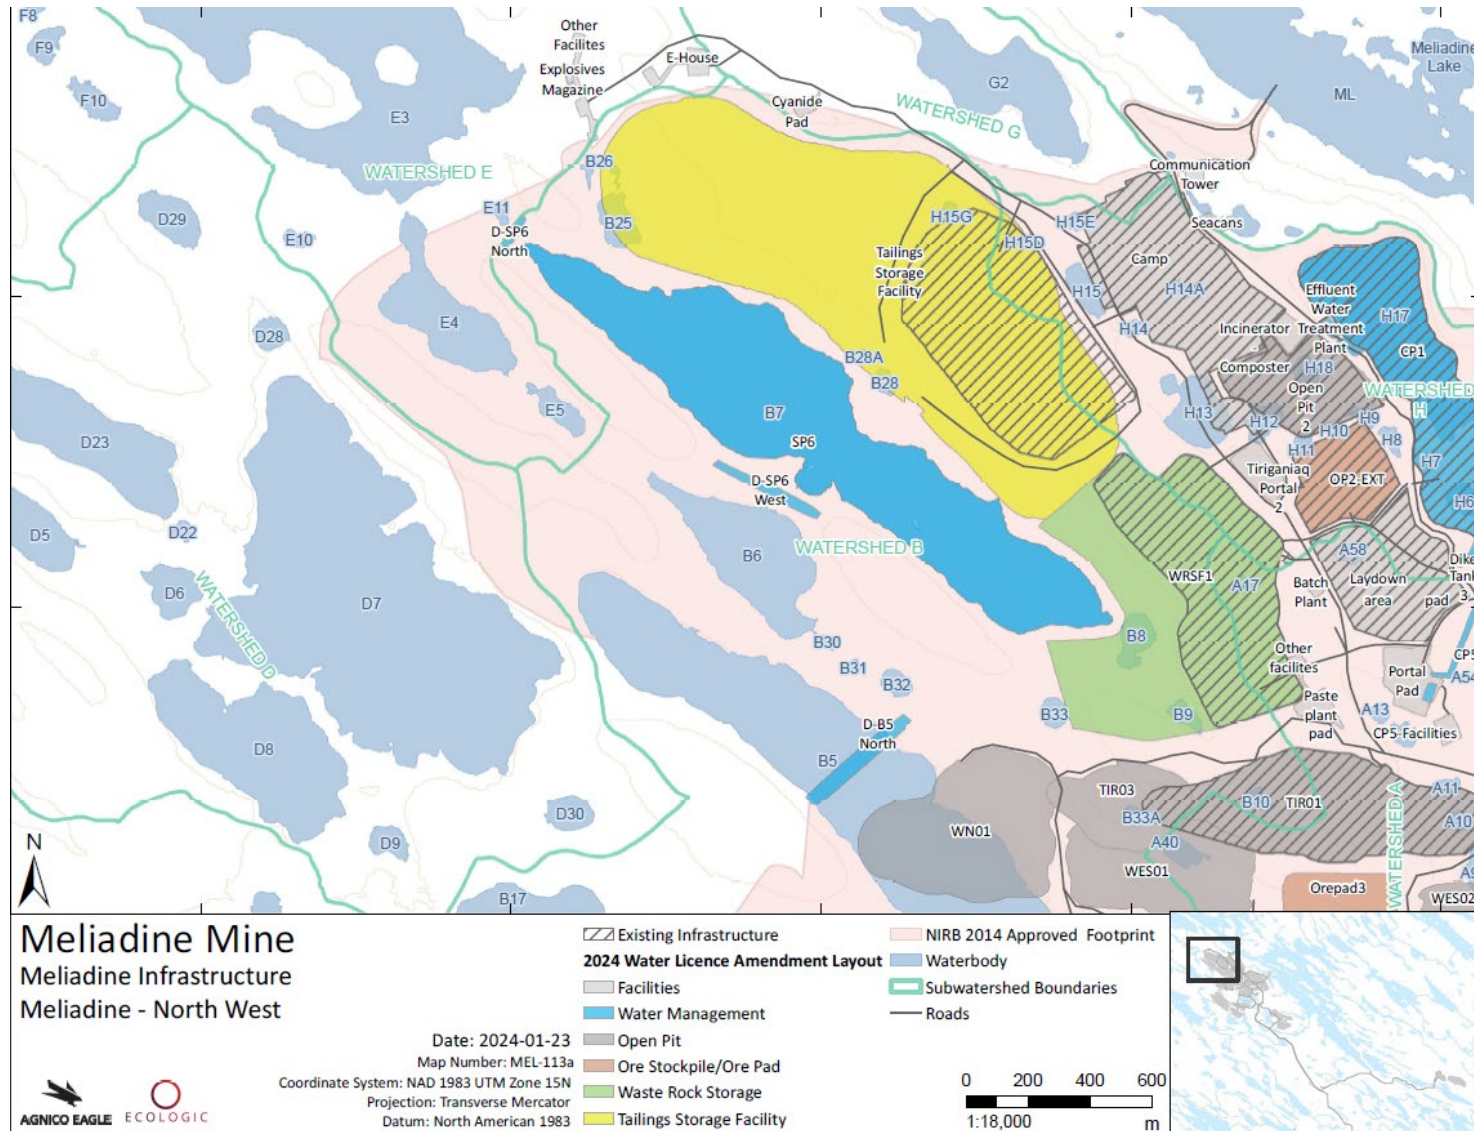 F8
F9
F10
E3
WATERSHED E
Other
Facilites
Explosives
Magazine
E-House
Cyanide
Pad
G2
WATERSHED G
Meliadine
Lake
ML
Communication
Tower
Seacans
B26
B25
E11
D-SP6
North
D29
E10
H15G
H15D
H15E
Tailings
Storage
Facility
Camp
H14A
H15
H14
Effluent
Water
Treatment
Plant
H17
CP1
Incinerator
-
Composter
H18
Open
Pit
2
WATERSHED
H
D28
E4
E5
B28A
B28
B7
SP6
H13
H12
H11
H10
H9
H8
H7
H6
D23
D-SP6
West
Tiriganiaq
Portal
2
OP2-EXT
D5
D22
D6
D7
WATERSHED D
B6
WATERSHED B
WRSF1
A17
A58
Batch
Plant
Laydown
area
pad
Dike
Tank
3
B30
B31
B32
B8
B33
B9
Other
facilites
Portal
Pad
CP5
A54
Paste
plant
pad
A13
CP5-Facilities
D8
D-B5
North
B5
D30
D9
B17
WN01
TIR03
B33A
A40
WES01
B10
TIR01
WATERSHED A
A11
A10
A9
Orepad3
WES02
N
Meliadine Mine
Meliadine Infrastructure
Meliadine - North West
Date: 2024-01-23
Map Number: MEL-113a
Coordinate System: NAD 1983 UTM Zone 15N
Projection: Transverse Mercator
Datum: North American 1983
AGNICO EAGLE
ECOLOGIC
Existing Infrastructure
2024 Water Licence Amendment Layout
Facilities
Water Management
Open Pit
Ore Stockpile/Ore Pad
Waste Rock Storage
Tailings Storage Facility
NIRB 2014 Approved Footprint
Waterbody
Subwatershed Boundaries
Roads
0 200 400 600
1:18,000 m